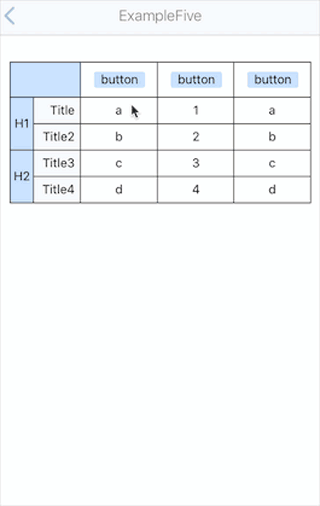 ExampleFive
button button button
H1 Title a 1 a
Title2 b 2 b
H2 Title3 c 3 c
Title4 d 4 d